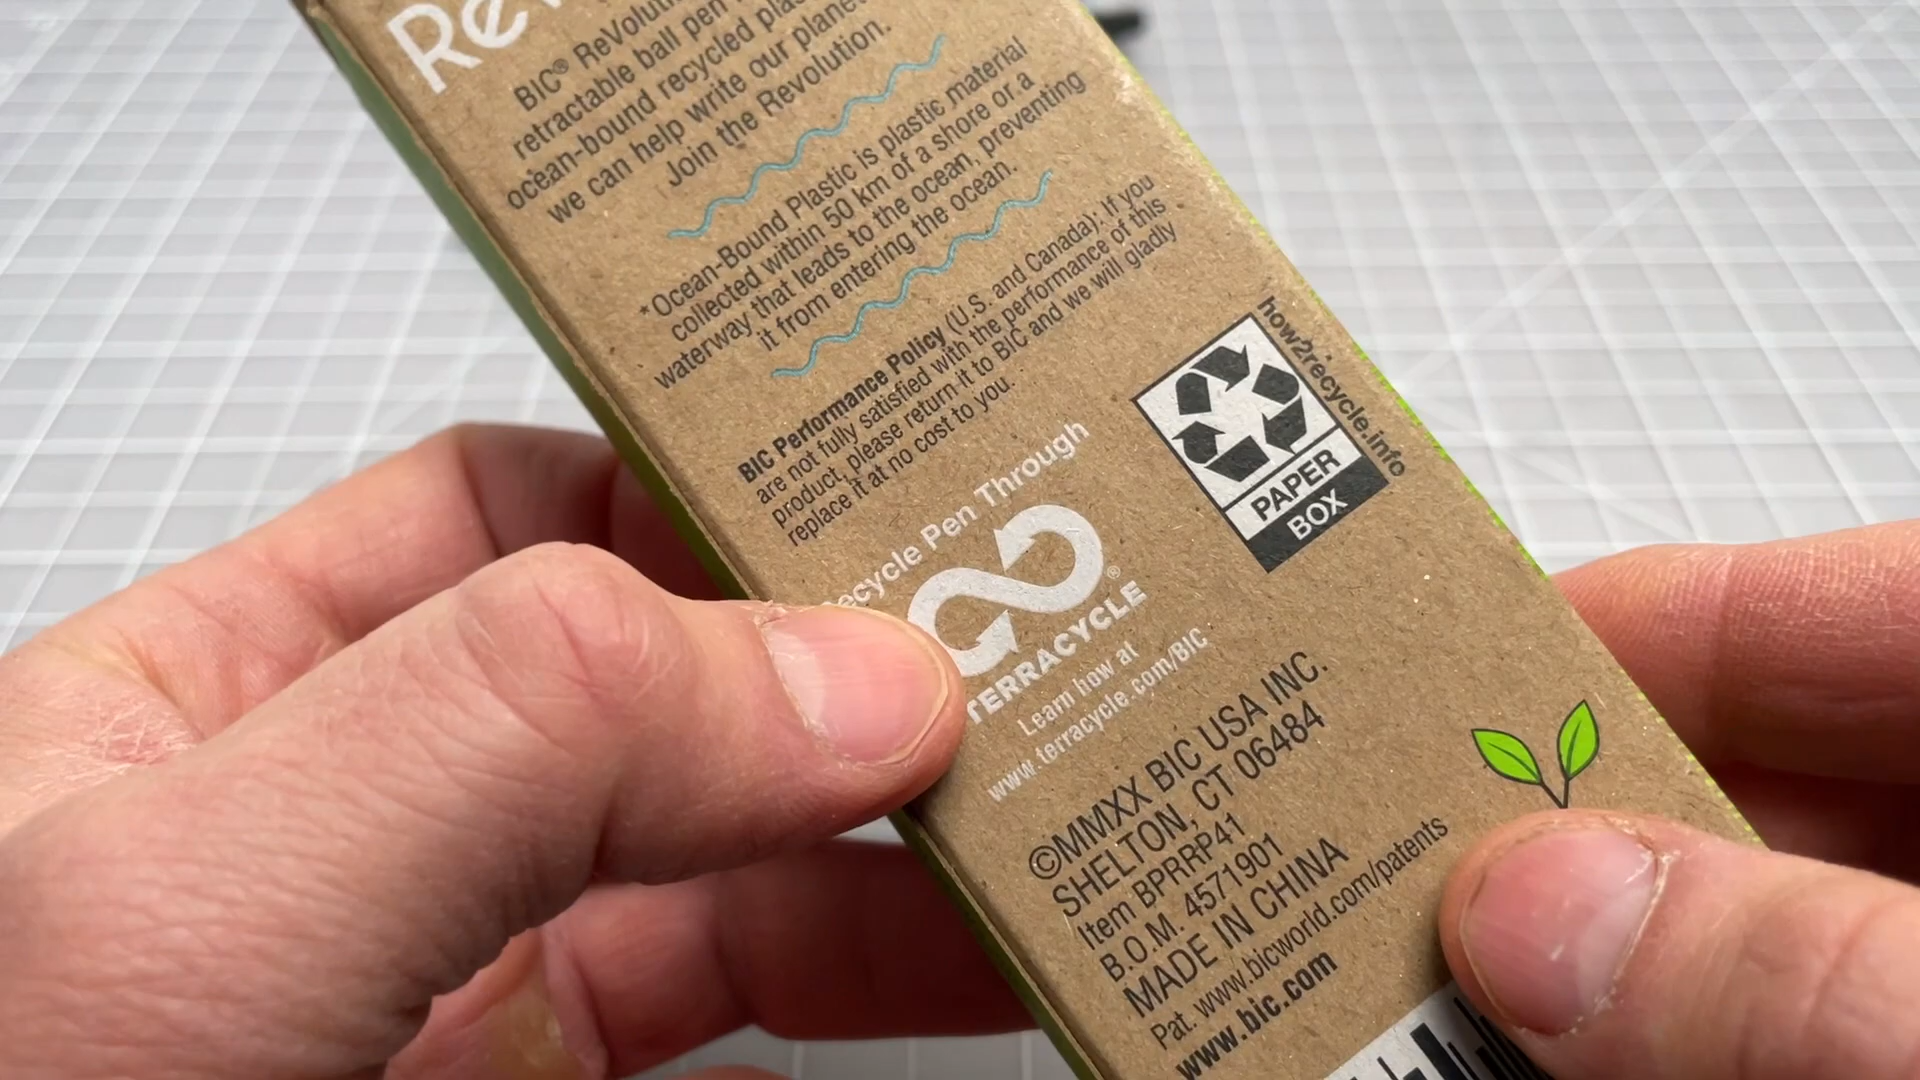 BIC® ReVolution
retractable ball pen
ocean-bound recycled
we can help write our planet
Join the Revolution.
*Ocean-Bound Plastic is plastic material
collected within 50 km of a shore or a
waterway that leads to the ocean, preventing
it from entering the ocean.
BIC Performance Policy (U.S. and Canada): If you
are not fully satisfied with the performance of this
product, please return it to BIC and we will gladly
replace it at no cost to you.
how2recycle.info
PAPER
BOX
ecycle Pen Through
TERRACYCLE®
Learn how at
www.terracycle.com/BIC
©MMXX BIC USA INC.
SHELTON, CT 06484
Item BPRRP41
B.O.M. 4571901
MADE IN CHINA
Pat. www.bicworld.com/patents
www.bic.com